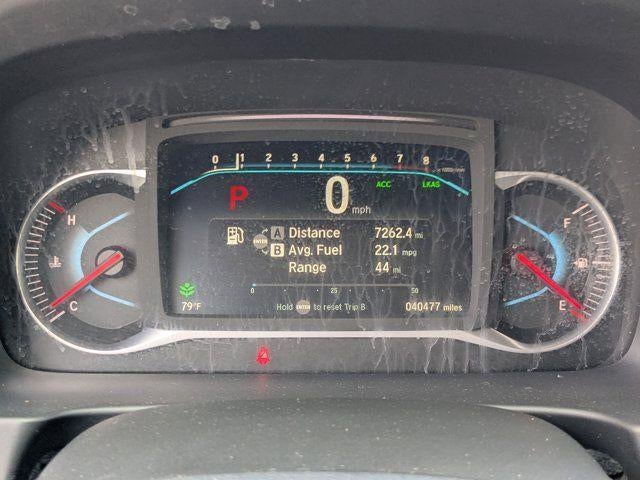 0 1 2 3 4 5 6 7 8
x1000r/min
P 0 mph ACC LKAS
H
C
A Distance 7262.4 mi
ENTER
B Avg. Fuel 22.1 mpg
Range 44 mi
0 25 50
79°F Hold ENTER to reset Trip B 040477 miles
F
E